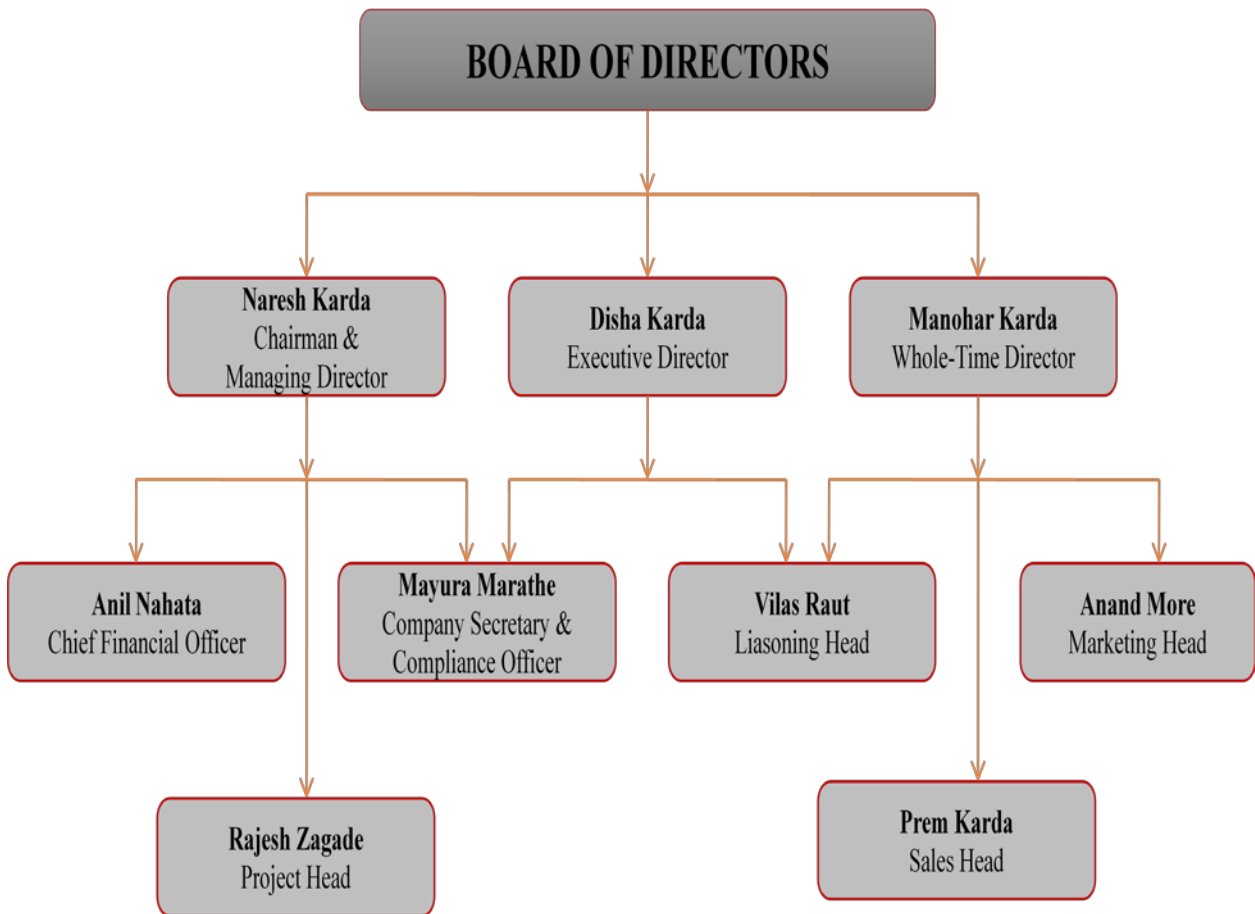 BOARD OF DIRECTORS
Naresh Karda
Chairman &
Managing Director
Disha Karda
Executive Director
Manohar Karda
Whole-Time Director
Anil Nahata
Chief Financial Officer
Mayura Marathe
Company Secretary &
Compliance Officer
Vilas Raut
Liasoning Head
Anand More
Marketing Head
Rajesh Zagade
Project Head
Prem Karda
Sales Head